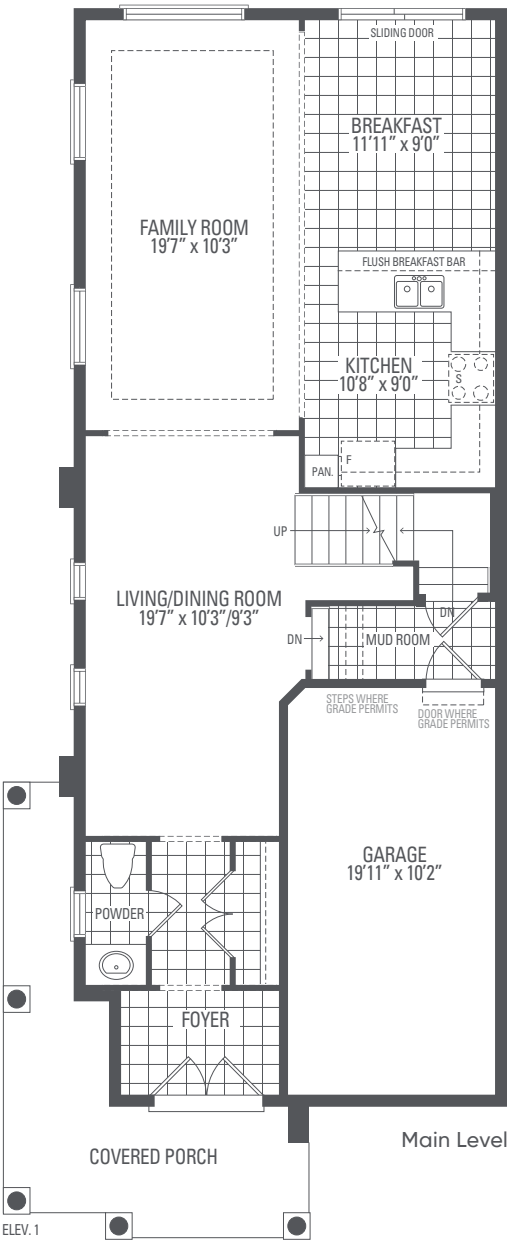 SLIDING DOOR
BREAKFAST
11'11" x 9'0"
FAMILY ROOM
19'7" x 10'3"
FLUSH BREAKFAST BAR
KITCHEN
10'8" x 9'0"
S
F
PAN.
UP
LIVING/DINING ROOM
19'7" x 10'3"/9'3"
DN
DN
MUD ROOM
STEPS WHERE
GRADE PERMITS
DOOR WHERE
GRADE PERMITS
GARAGE
19'11" x 10'2"
POWDER
FOYER
Main Level
COVERED PORCH
ELEV. 1